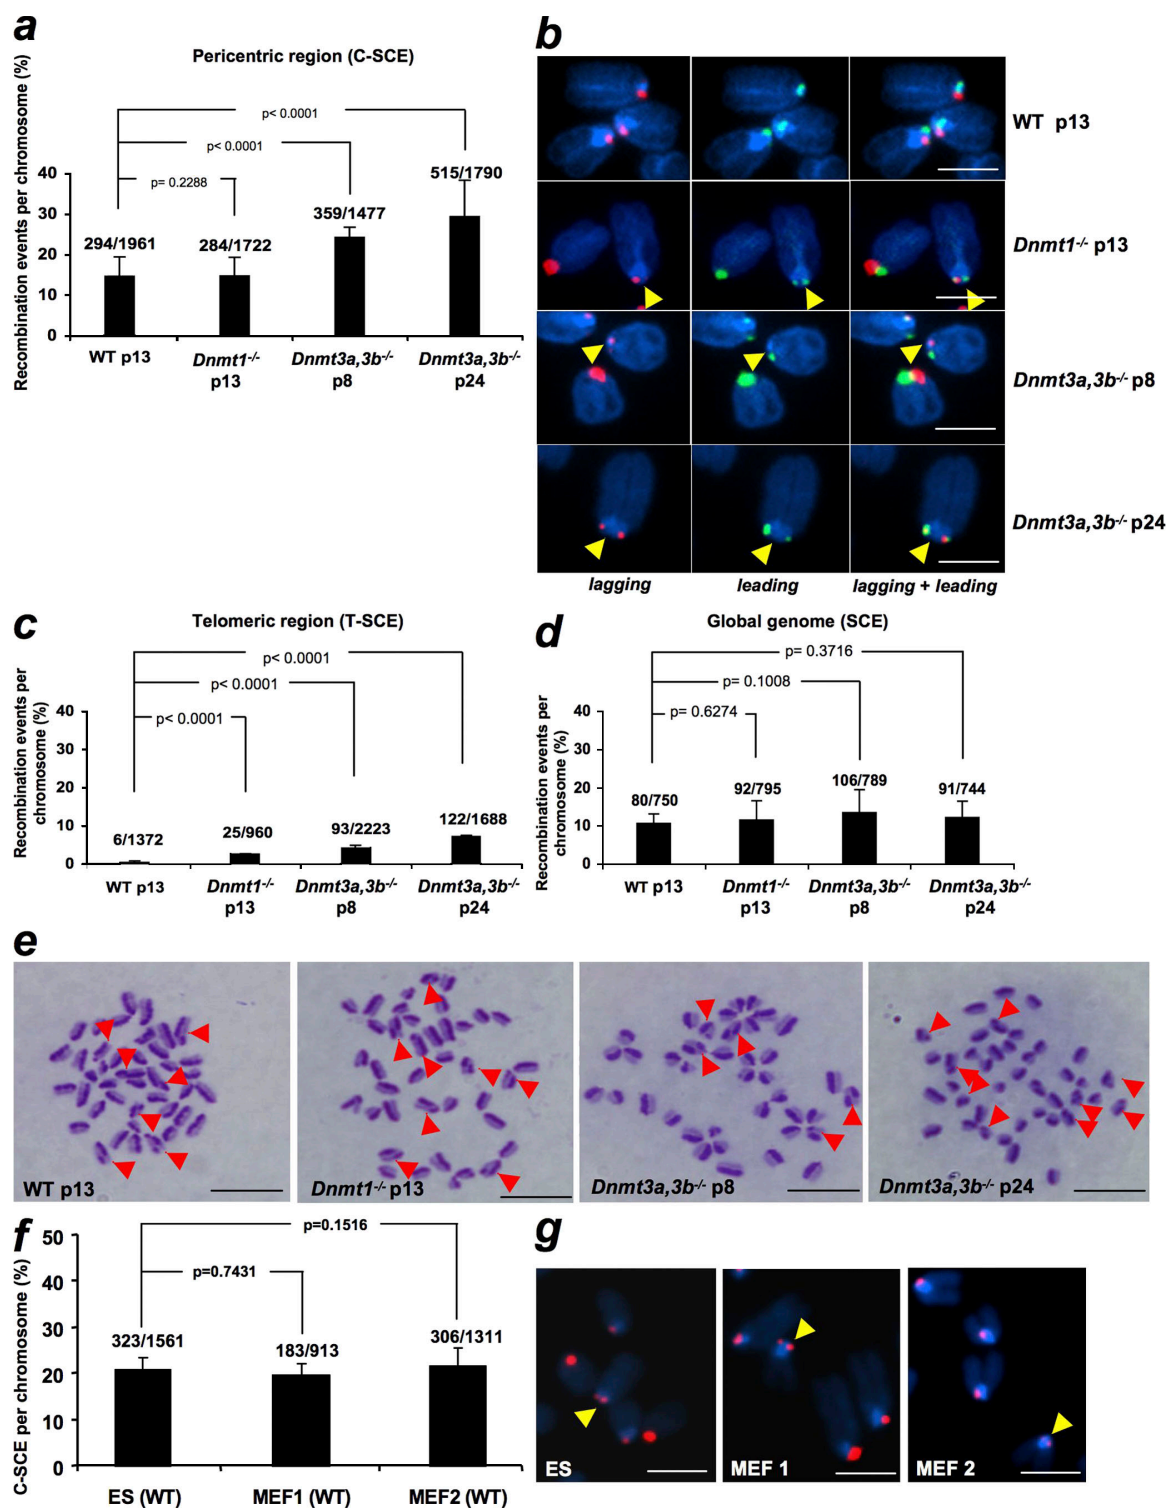 a
Pericentric region (C-SCE)
Recombination events per chromosome (%)
p< 0.0001
p< 0.0001
p= 0.2288
40
30
20
10
0
294/1961
284/1722
359/1477
515/1790
WT p13
Dnmt1-/-
p13
Dnmt3a,3b-/-
p8
Dnmt3a,3b-/-
p24
b
WT p13
Dnmt1-/- p13
Dnmt3a,3b-/- p8
Dnmt3a,3b-/- p24
lagging
leading
lagging + leading
c
Telomeric region (T-SCE)
Recombination events per
chromosome (%)
p< 0.0001
p< 0.0001
p< 0.0001
40
30
20
10
0
6/1372
25/960
93/2223
122/1688
WT p13
Dnmt1-/-
p13
Dnmt3a,3b-/-
p8
Dnmt3a,3b-/-
p24
d
Global genome (SCE)
Recombination events per
chromosome (%)
p= 0.3716
p= 0.1008
p= 0.6274
40
30
20
10
0
80/750
92/795
106/789
91/744
WT p13
Dnmt1-/-
p13
Dnmt3a,3b-/-
p8
Dnmt3a,3b-/-
p24
e
WT p13
Dnmt1-/- p13
Dnmt3a,3b-/- p8
Dnmt3a,3b-/- p24
f
C-SCE per chromosome (%)
p=0.1516
p=0.7431
50
40
30
20
10
0
323/1561
183/913
306/1311
ES (WT)
MEF1 (WT)
MEF2 (WT)
g
ES
MEF 1
MEF 2